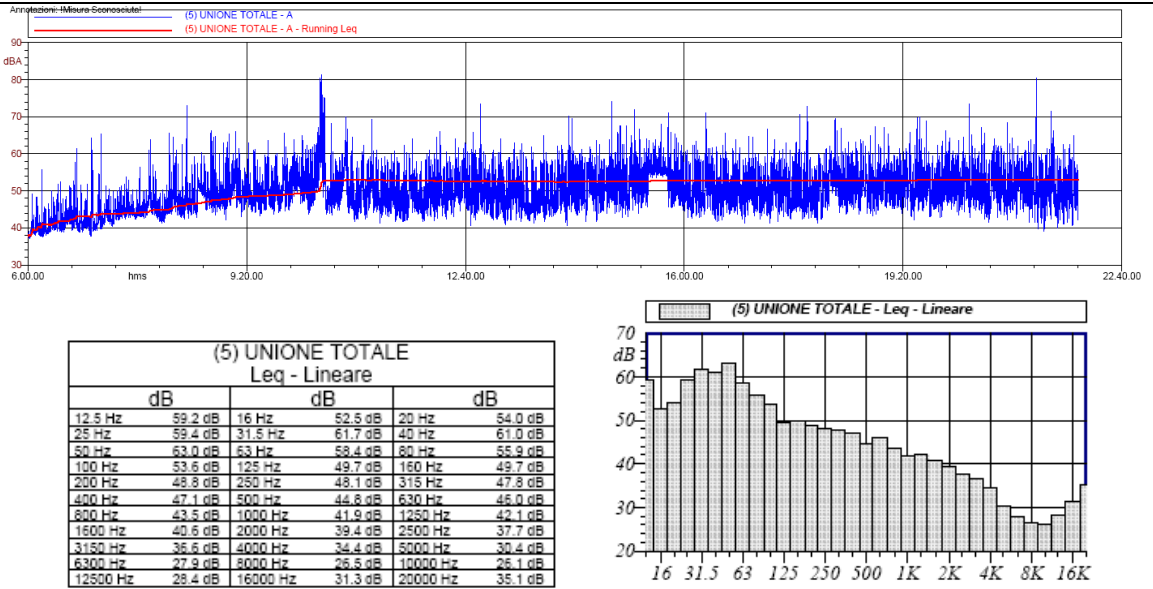 Annotazioni: !Misura Sconosciuta!
(5) UNIONE TOTALE - A
(5) UNIONE TOTALE - A - Running Leq
90
dBA
80
70
60
50
40
30
6.00.00 hms 9.20.00 12.40.00 16.00.00 19.20.00 22.40.00
(5) UNIONE TOTALE
Leq - Lineare
dB dB dB
12.5 Hz 59.2 dB 16 Hz 52.5 dB 20 Hz 54.0 dB
25 Hz 59.4 dB 31.5 Hz 61.7 dB 40 Hz 61.0 dB
50 Hz 63.0 dB 63 Hz 58.4 dB 80 Hz 55.9 dB
100 Hz 53.6 dB 125 Hz 49.7 dB 160 Hz 49.7 dB
200 Hz 48.8 dB 250 Hz 48.1 dB 315 Hz 47.8 dB
400 Hz 47.1 dB 500 Hz 44.8 dB 630 Hz 46.0 dB
800 Hz 43.5 dB 1000 Hz 41.9 dB 1250 Hz 42.1 dB
1600 Hz 40.6 dB 2000 Hz 39.4 dB 2500 Hz 37.7 dB
3150 Hz 36.6 dB 4000 Hz 34.4 dB 5000 Hz 30.4 dB
6300 Hz 27.9 dB 8000 Hz 26.5 dB 10000 Hz 26.1 dB
12500 Hz 28.4 dB 16000 Hz 31.3 dB 20000 Hz 35.1 dB
(5) UNIONE TOTALE - Leq - Lineare
70
dB
60
50
40
30
20
16 31.5 63 125 250 500 1K 2K 4K 8K 16K